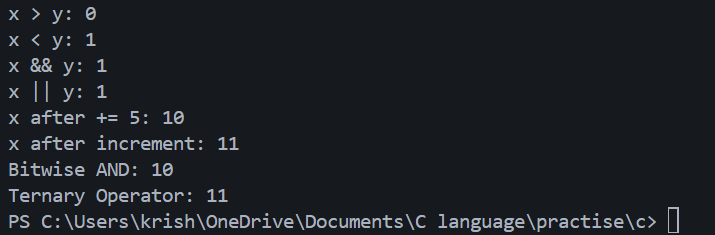 x > y: 0
x < y: 1
x && y: 1
x || y: 1
x after += 5: 10
x after increment: 11
Bitwise AND: 10
Ternary Operator: 11
PS C:\Users\krish\OneDrive\Documents\C language\practise\c>